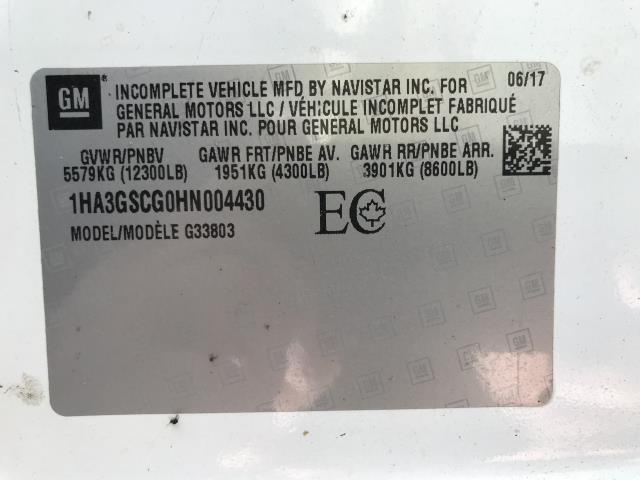 GM
INCOMPLETE VEHICLE MFD BY NAVISTAR INC. FOR 06/17
GENERAL MOTORS LLC / VÉHICULE INCOMPLET FABRIQUÉ
PAR NAVISTAR INC. POUR GENERAL MOTORS LLC
GVWR/PNBV GAWR FRT/PNBE AV. GAWR RR/PNBE ARR.
5579KG (12300LB) 1951KG (4300LB) 3901KG (8600LB)
1HA3GSCG0HN004430 EC
MODEL/MODÈLE G33803